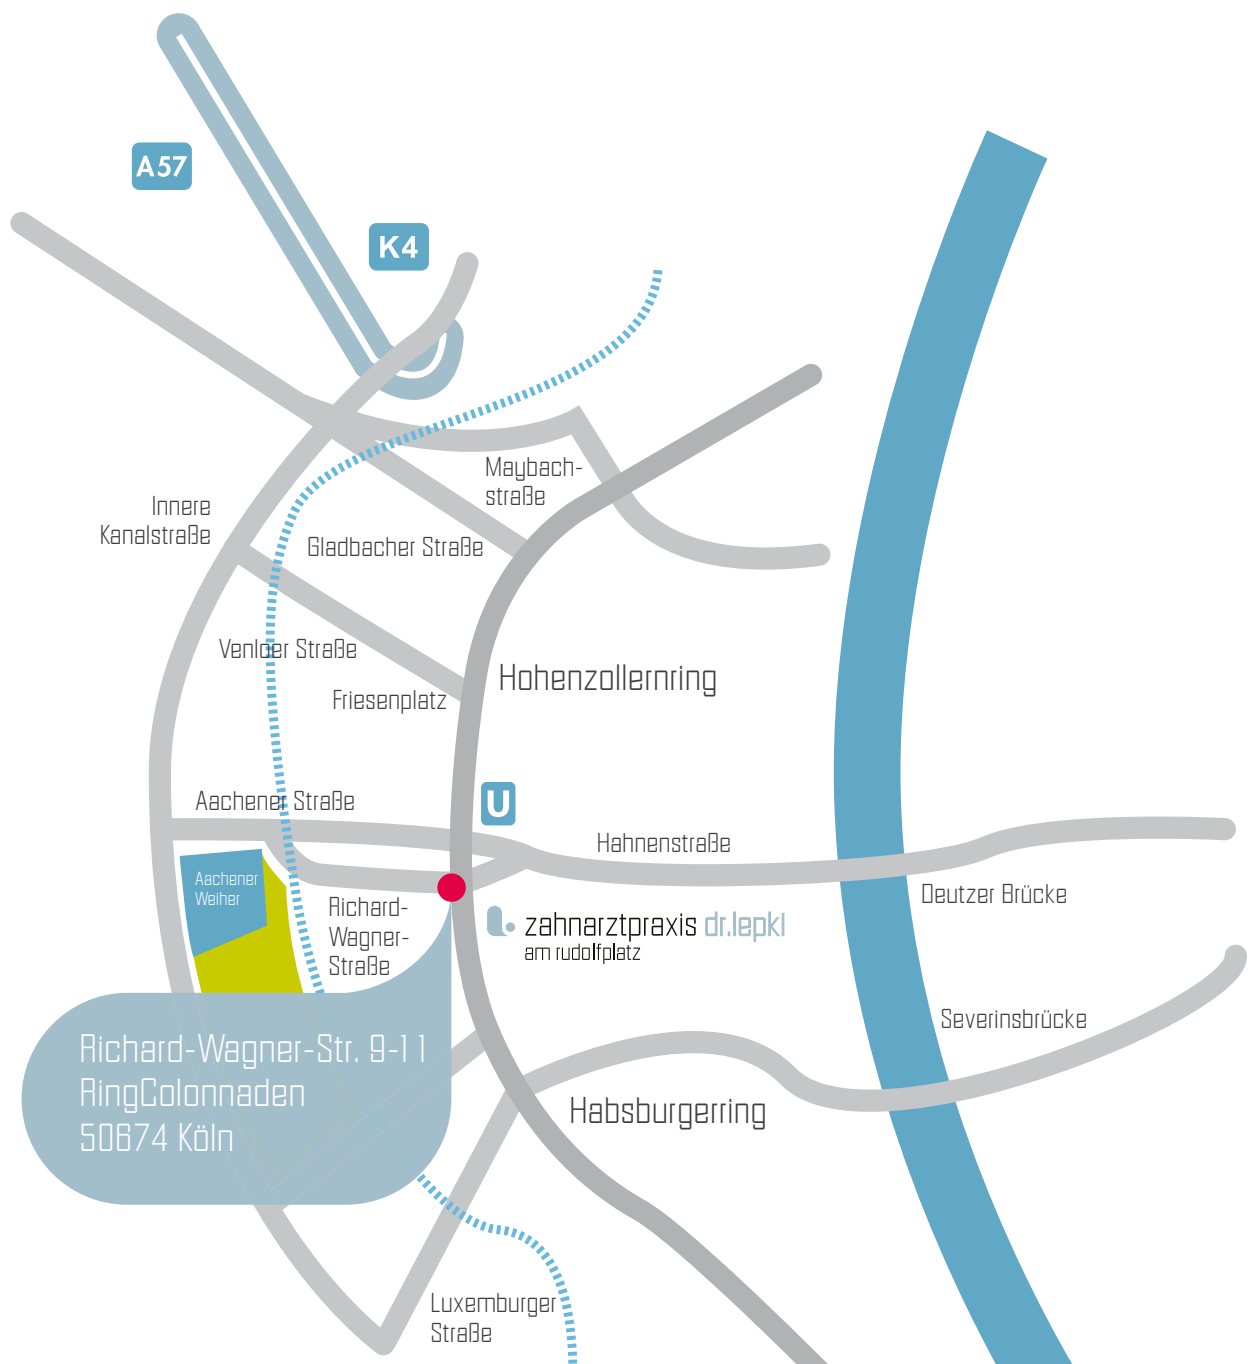 A57
K4
Maybach-
straße
Innere
Kanalstraße
Gladbacher Straße
Venloer Straße
Friesenplatz
Hohenzollernring
Aachener Straße
U
Hahnenstraße
Aachener
Weiher
Deutzer Brücke
Richard-
Wagner-
Straße
zahnarztpraxis dr.lepki
am rudolfplatz
Severinsbrücke
Richard-Wagner-Str. 9-11
RingColonnaden
50674 Köln
Habsburgerring
Luxemburger
Straße